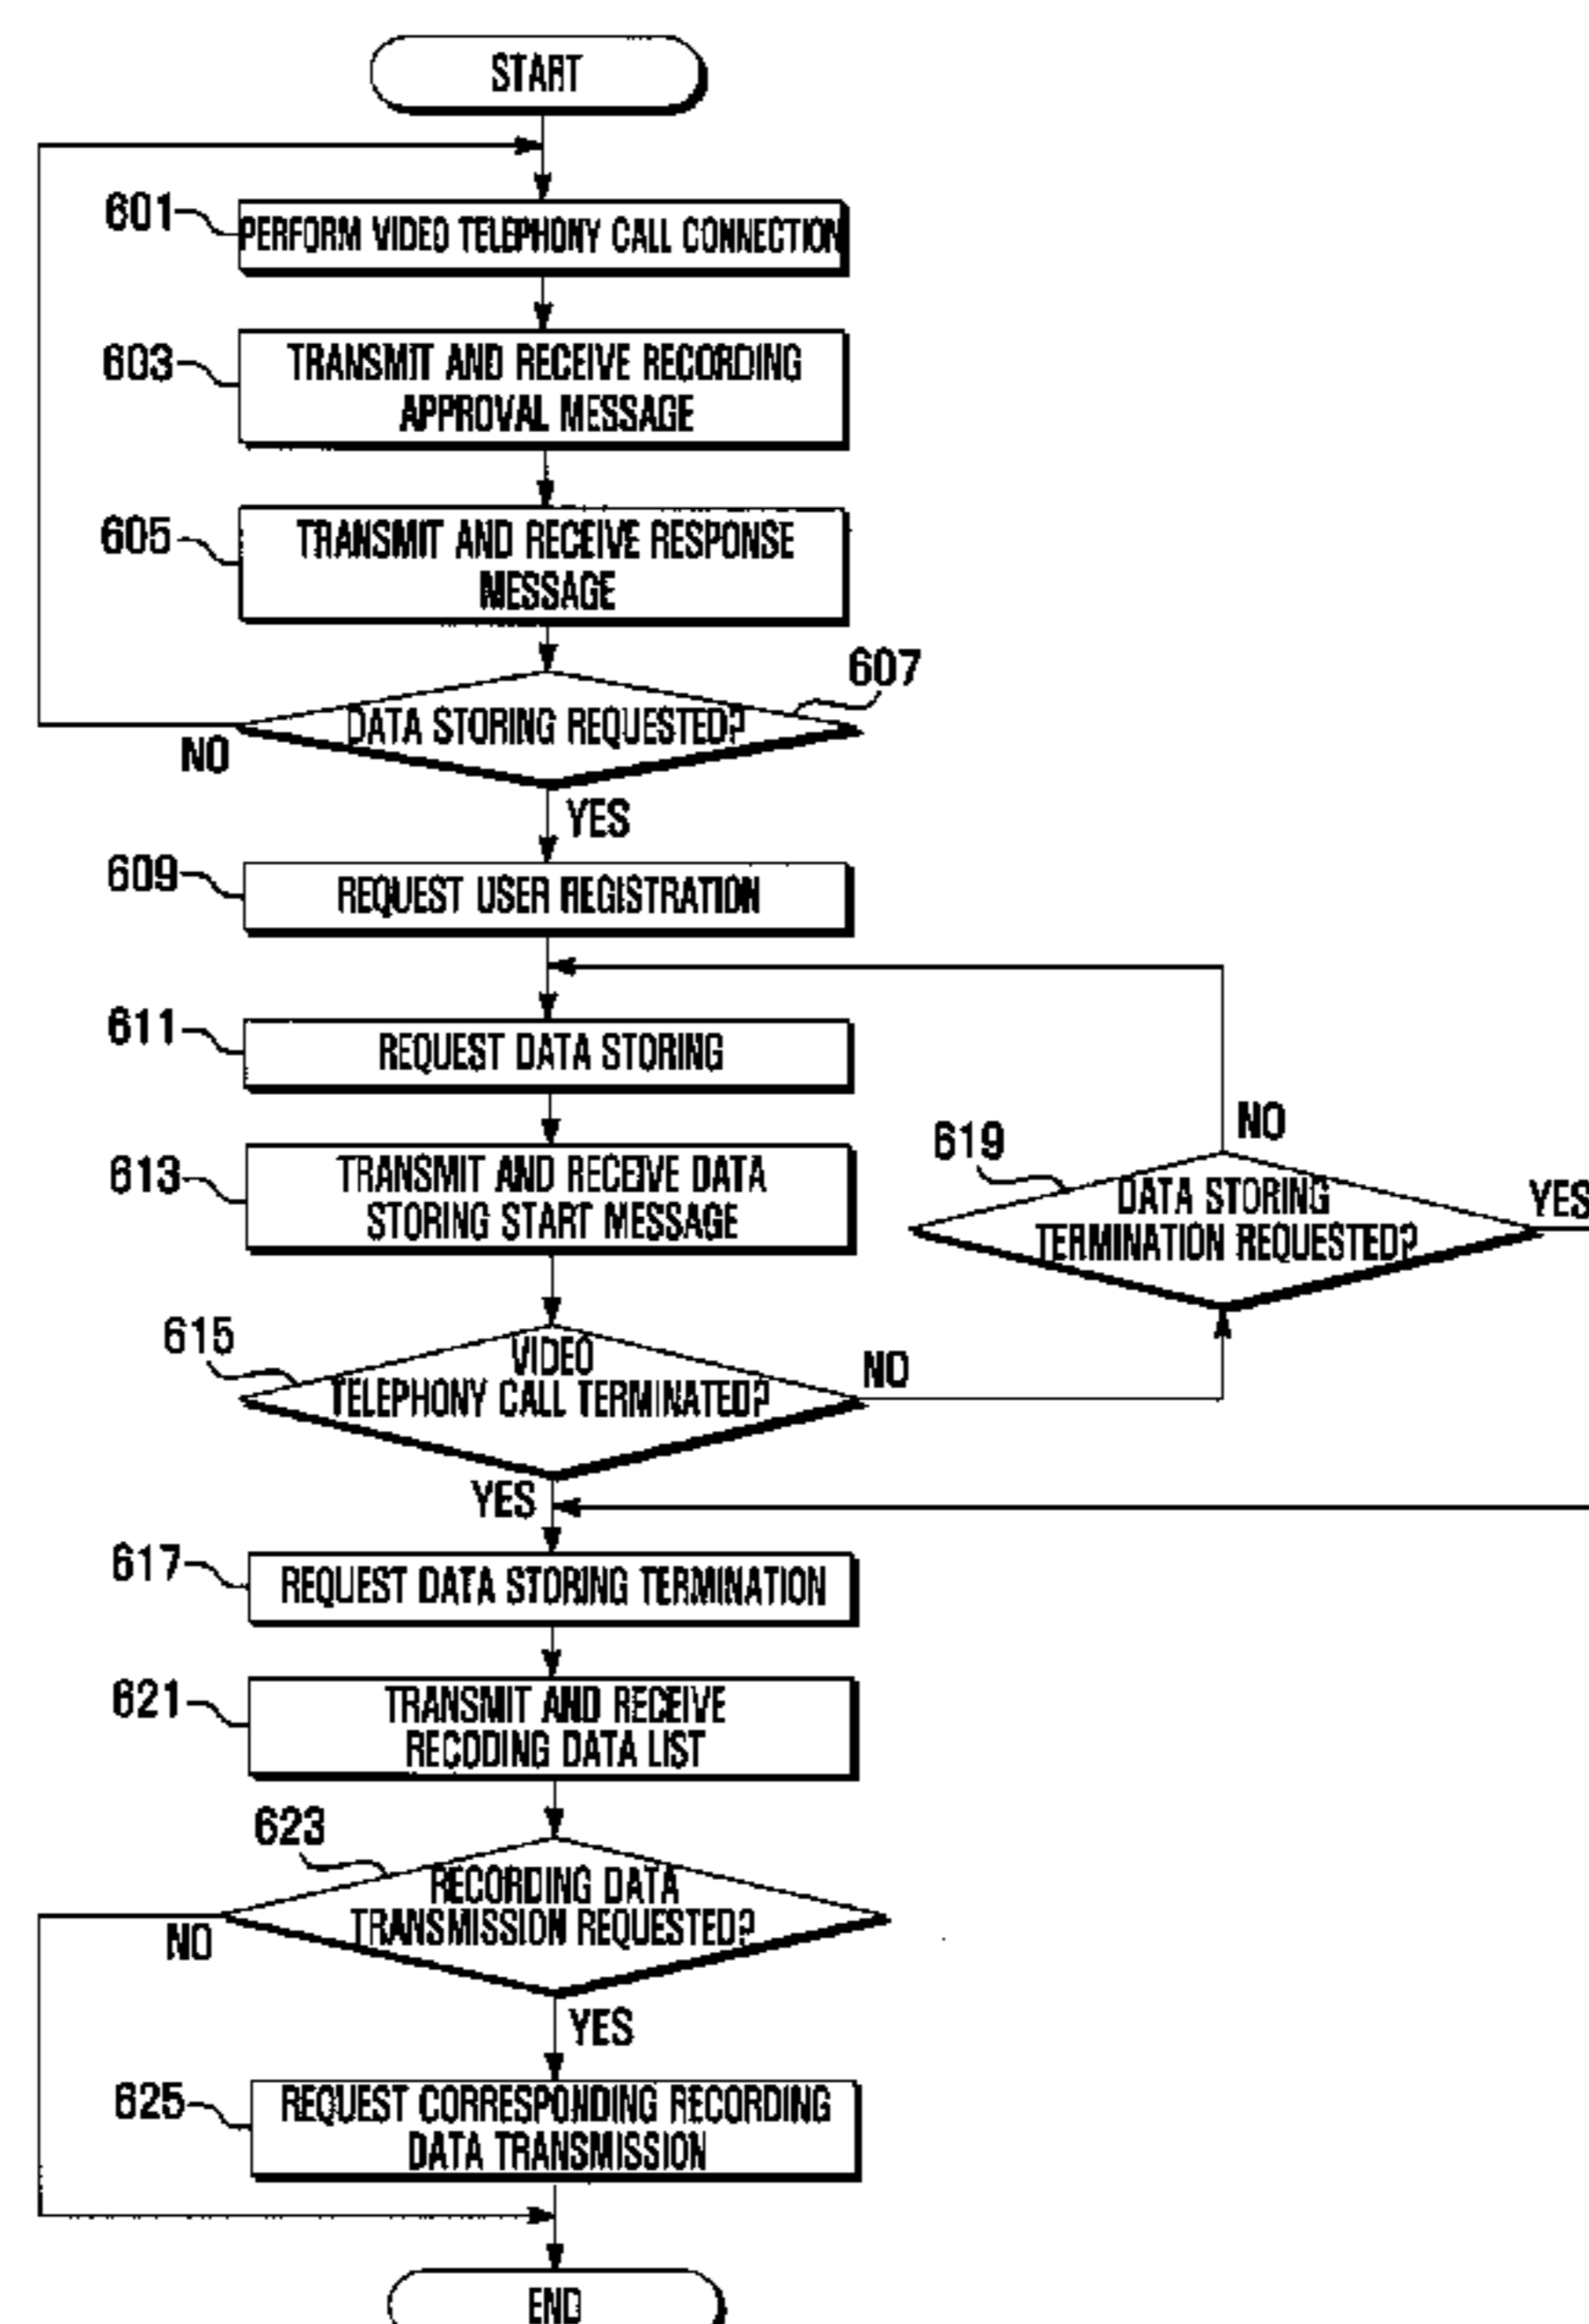 START
601
PERFORM VIDEO TELEPHONY CALL CONNECTION
603
TRANSMIT AND RECEIVE RECORDING
APPROVAL MESSAGE
605
TRANSMIT AND RECEIVE RESPONSE
MESSAGE
607
DATA STORING REQUESTED?
NO
YES
609
REQUEST USER REGISTRATION
611
REQUEST DATA STORING
613
TRANSMIT AND RECEIVE DATA
STORING START MESSAGE
619
NO
DATA STORING
TERMINATION REQUESTED?
YES
615
VIDEO
TELEPHONY CALL TERMINATED?
NO
YES
617
REQUEST DATA STORING TERMINATION
621
TRANSMIT AND RECEIVE
RECODING DATA LIST
623
RECORDING DATA
TRANSMISSION REQUESTED?
NO
YES
625
REQUEST CORRESPONDING RECORDING
DATA TRANSMISSION
END